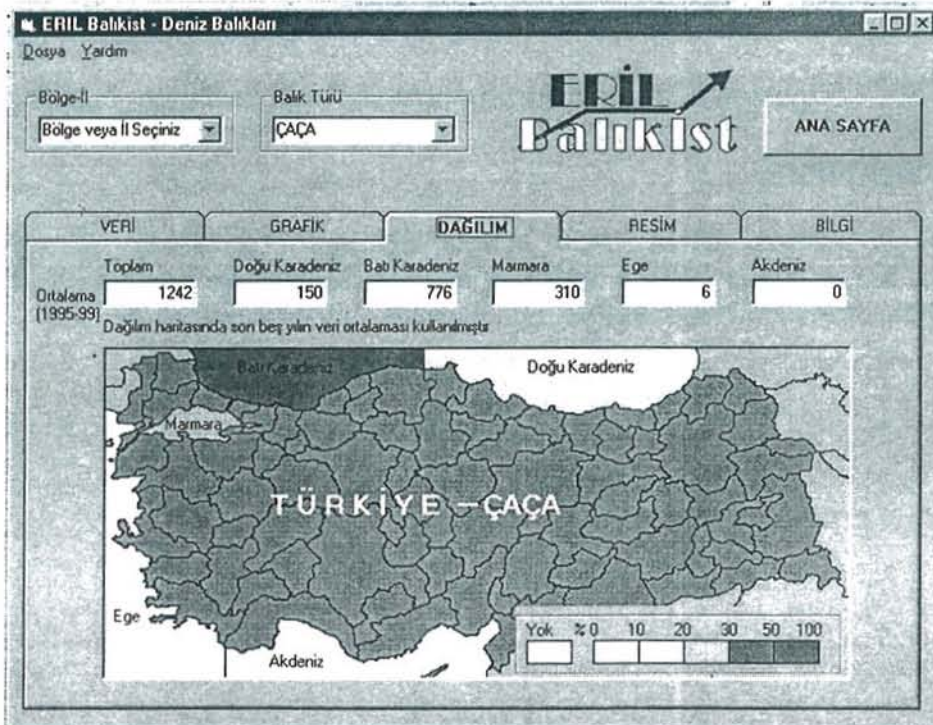 ERIL Balıkist - Deniz Balıkları
Dosya Yardım
Bölge-İl
Balık Türü
Bölge veya İl Seçiniz
ÇAÇA
ERİL
Balıkİst
ANA SAYFA
VERİ GRAFİK DAĞILIM RESİM BİLGİ
Toplam Doğu Karadeniz Batı Karadeniz Marmara Ege Akdeniz
Ortalama (1995-99) 1242 150 776 310 6 0
Dağılım haritasında son beş yılın veri ortalaması kullanılmıştır
Batı Karadeniz
Doğu Karadeniz
Marmara
TÜRKİYE – ÇAÇA
Ege
Akdeniz
Yok % 0 10 20 30 50 100